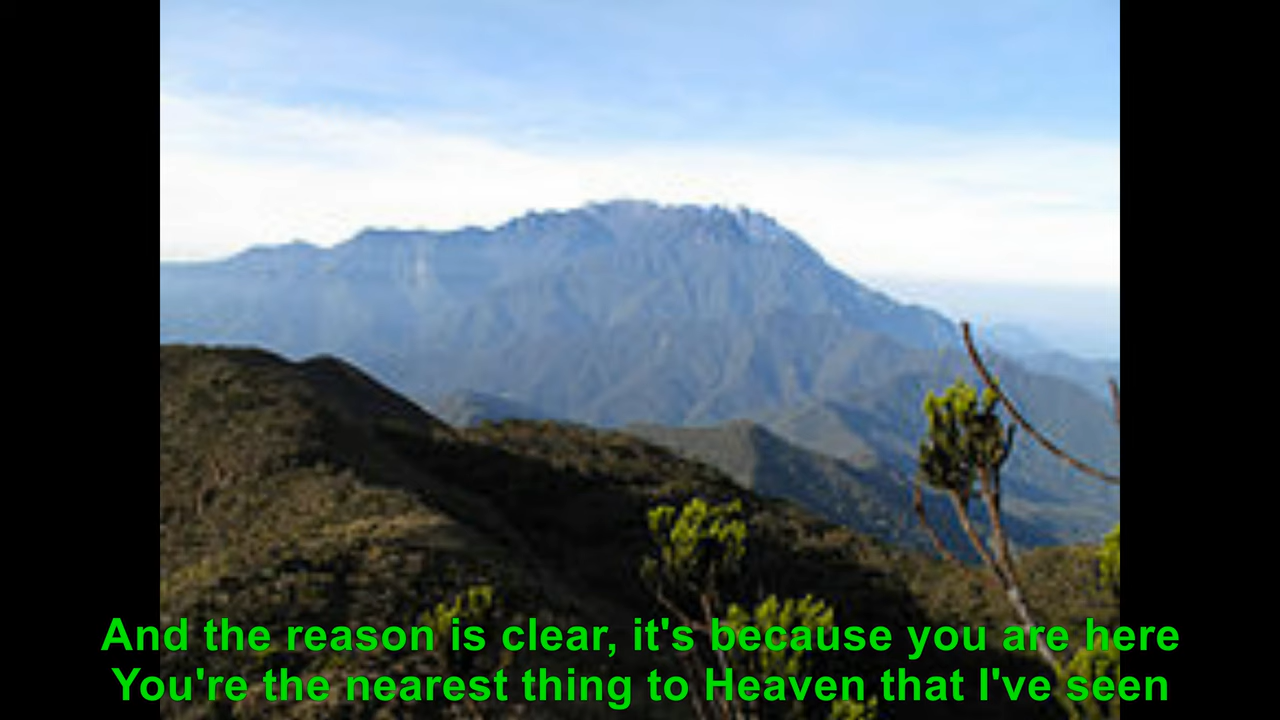 And the reason is clear, it's because you are here
You're the nearest thing to Heaven that I've seen